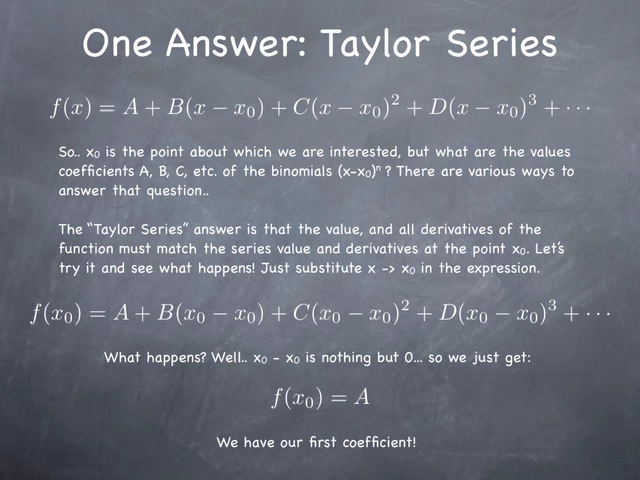 One Answer: Taylor Series
f(x) = A + B(x − x₀) + C(x − x₀)² + D(x − x₀)³ + ···
So.. x₀ is the point about which we are interested, but what are the values
coefficients A, B, C, etc. of the binomials (x-x₀)ⁿ ? There are various ways to
answer that question..
The “Taylor Series” answer is that the value, and all derivatives of the
function must match the series value and derivatives at the point x₀. Let’s
try it and see what happens! Just substitute x -> x₀ in the expression.
f(x₀) = A + B(x₀ − x₀) + C(x₀ − x₀)² + D(x₀ − x₀)³ + ···
What happens? Well.. x₀ - x₀ is nothing but 0... so we just get:
f(x₀) = A
We have our first coefficient!